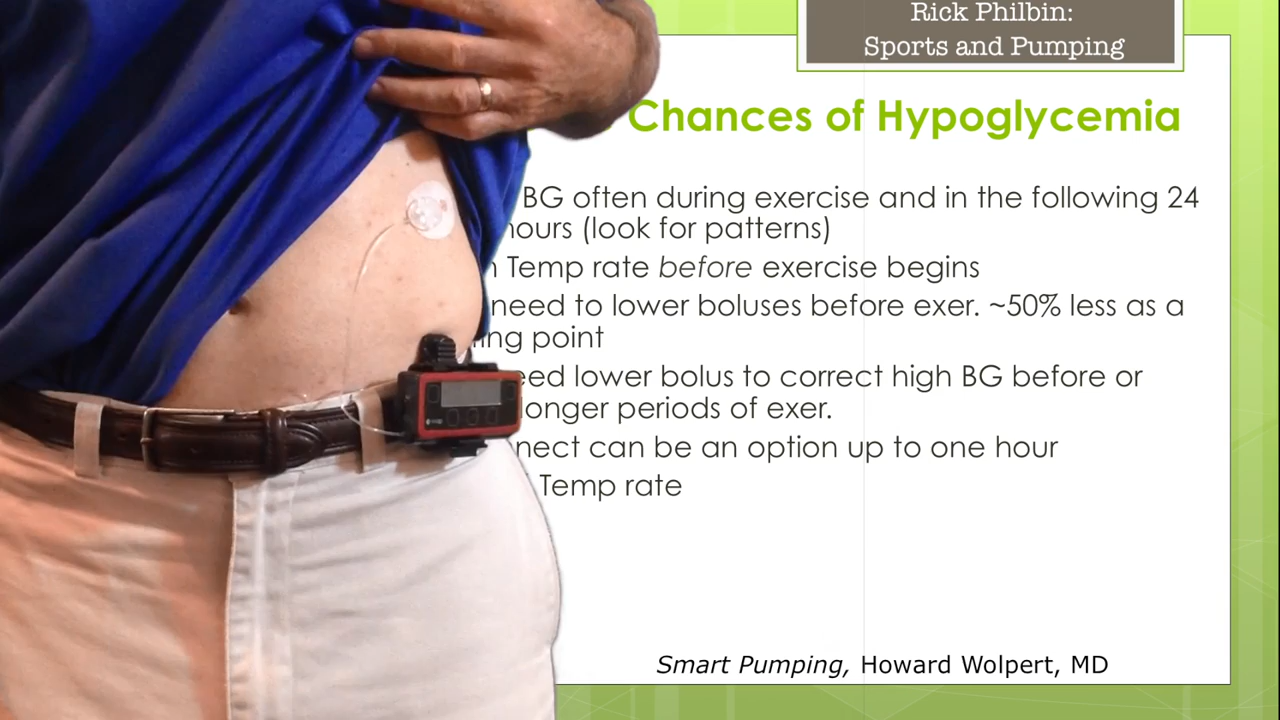 Rick Philbin:
Sports and Pumping
Chances of Hypoglycemia
BG often during exercise and in the following 24
hours (look for patterns)
Temp rate before exercise begins
need to lower boluses before exer. ~50% less as a
point
lower bolus to correct high BG before or
longer periods of exer.
can be an option up to one hour
Temp rate
Smart Pumping, Howard Wolpert, MD